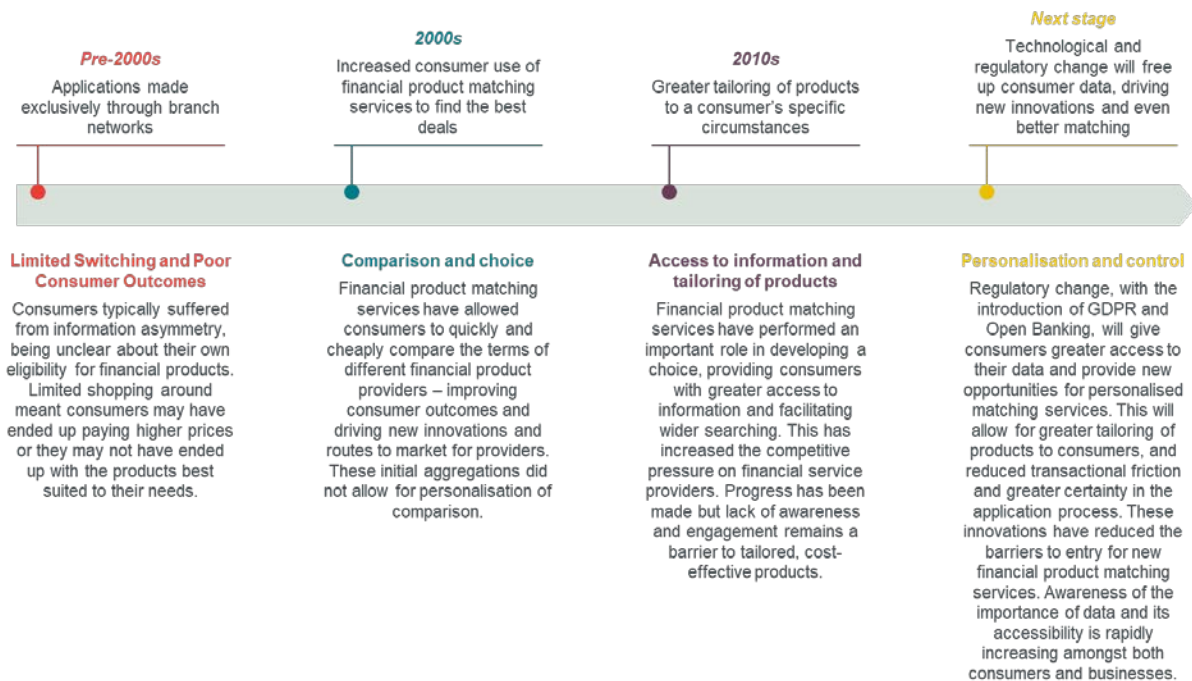 Pre-2000s
Applications made
exclusively through branch
networks
2000s
Increased consumer use of
financial product matching
services to find the best
deals
2010s
Greater tailoring of products
to a consumer's specific
circumstances
Next stage
Technological and
regulatory change will free
up consumer data, driving
new innovations and even
better matching
Limited Switching and Poor
Consumer Outcomes
Consumers typically suffered
from information asymmetry,
being unclear about their own
eligibility for financial products.
Limited shopping around
meant consumers may have
ended up paying higher prices
or they may not have ended
up with the products best
suited to their needs.
Comparison and choice
Financial product matching
services have allowed
consumers to quickly and
cheaply compare the terms of
different financial product
providers – improving
consumer outcomes and
driving new innovations and
routes to market for providers.
These initial aggregations did
not allow for personalisation of
comparison.
Access to information and
tailoring of products
Financial product matching
services have performed an
important role in developing a
choice, providing consumers
with greater access to
information and facilitating
wider searching. This has
increased the competitive
pressure on financial service
providers. Progress has been
made but lack of awareness
and engagement remains a
barrier to tailored, cost-
effective products.
Personalisation and control
Regulatory change, with the
introduction of GDPR and
Open Banking, will give
consumers greater access to
their data and provide new
opportunities for personalised
matching services. This will
allow for greater tailoring of
products to consumers, and
reduced transactional friction
and greater certainty in the
application process. These
innovations have reduced the
barriers to entry for new
financial product matching
services. Awareness of the
importance of data and its
accessibility is rapidly
increasing amongst both
consumers and businesses.